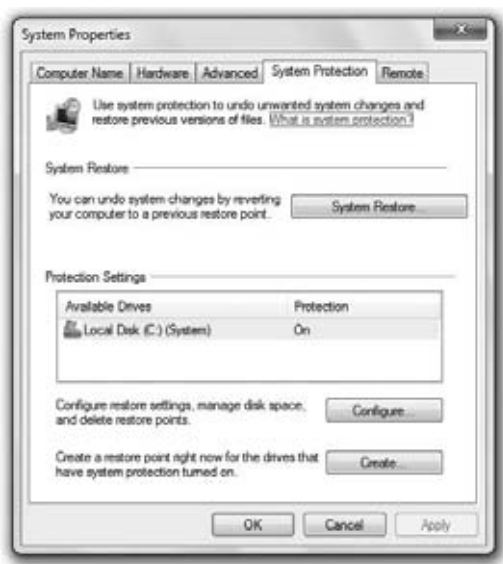 System Properties
Computer Name Hardware Advanced System Protection Remote
Use system protection to undo unwanted system changes and
restore previous versions of files. What is system protection?
System Restore
You can undo system changes by reverting
your computer to a previous restore point.
System Restore...
Protection Settings
Available Drives Protection
Local Disk (C:) (System) On
Configure restore settings, manage disk space,
and delete restore points.
Configure...
Create a restore point right now for the drives that
have system protection turned on.
Create...
OK Cancel Apply